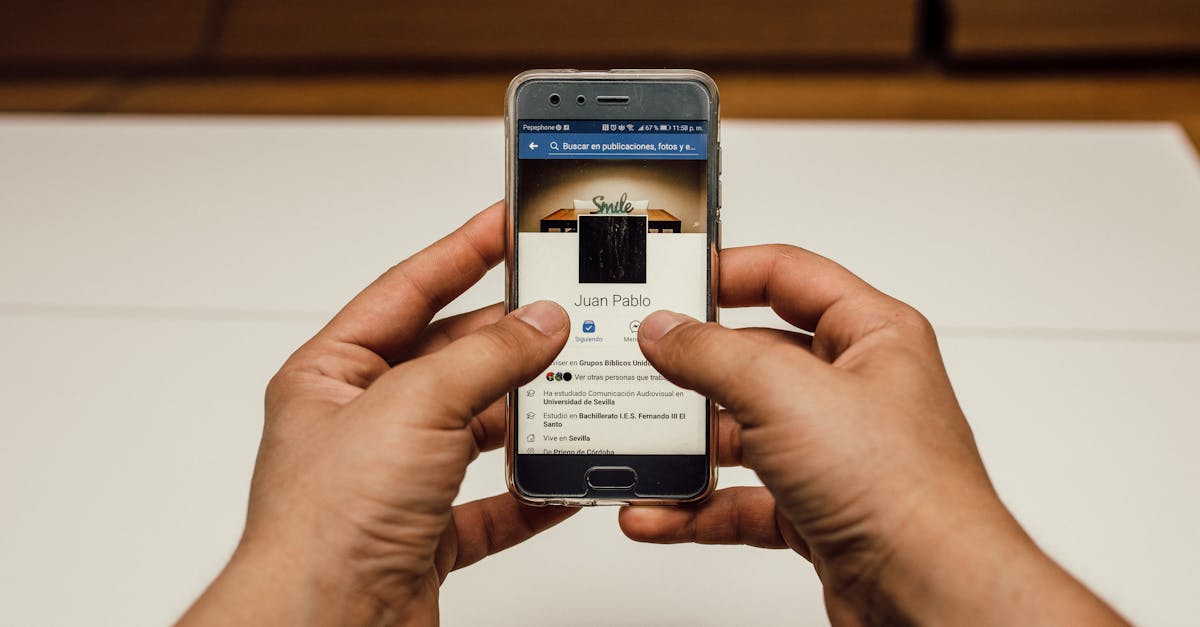 Pepephone 67 % 11:58 p. m.
Buscar en publicaciones, fotos y e...
Smile
Juan Pablo
Siguiendo
en Grupos Bíblicos
Ver otras personas que
Ha estudiado Comunicación Audiovisual en
Universidad de Sevilla
Estudió en Bachillerato I.E.S. Fernando III El
Santo
Vive en Sevilla
De Priego de Córdoba